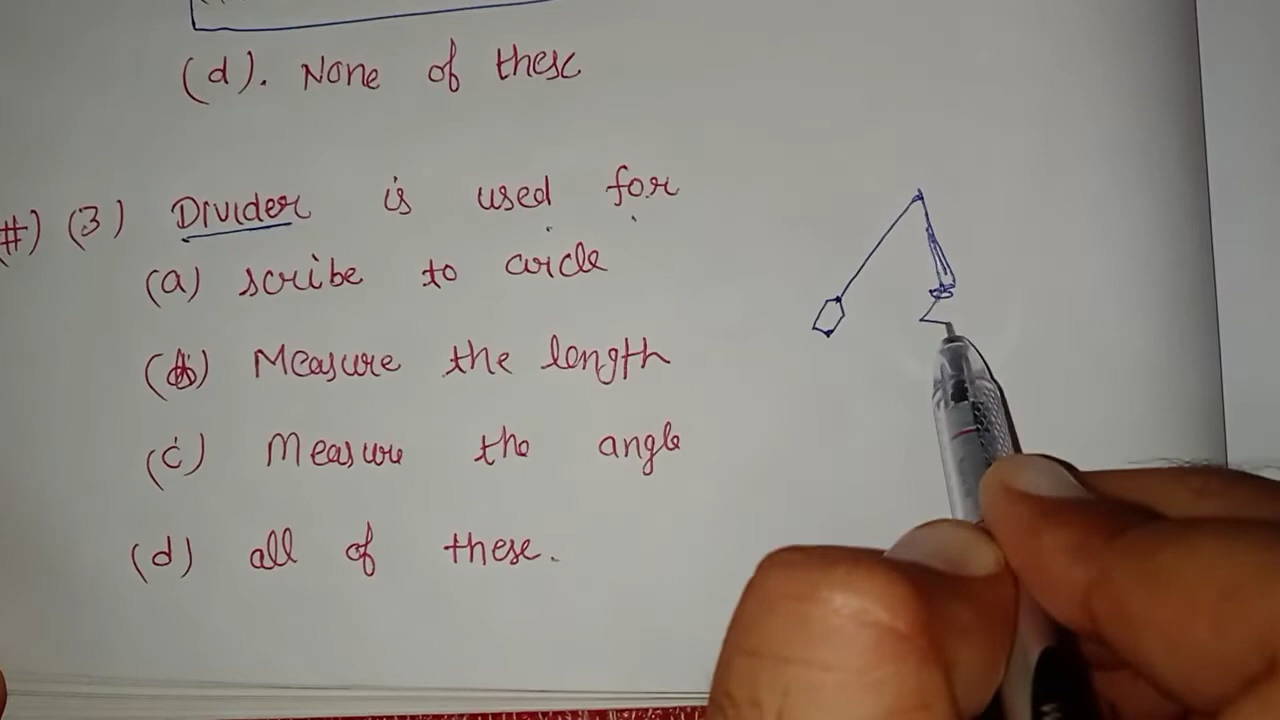 (d). None of these
(#) (3) Divider is used for
(a) scribe to circle
(b) Measure the length
(c) Measure the angle
(d) all of these.